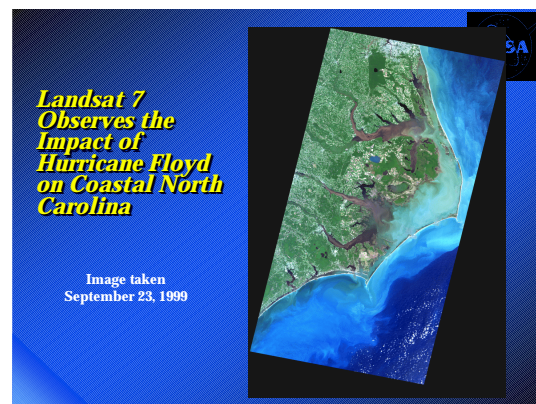 Landsat 7
Observes the
Impact of
Hurricane Floyd
on Coastal North
Carolina
Image taken
September 23, 1999